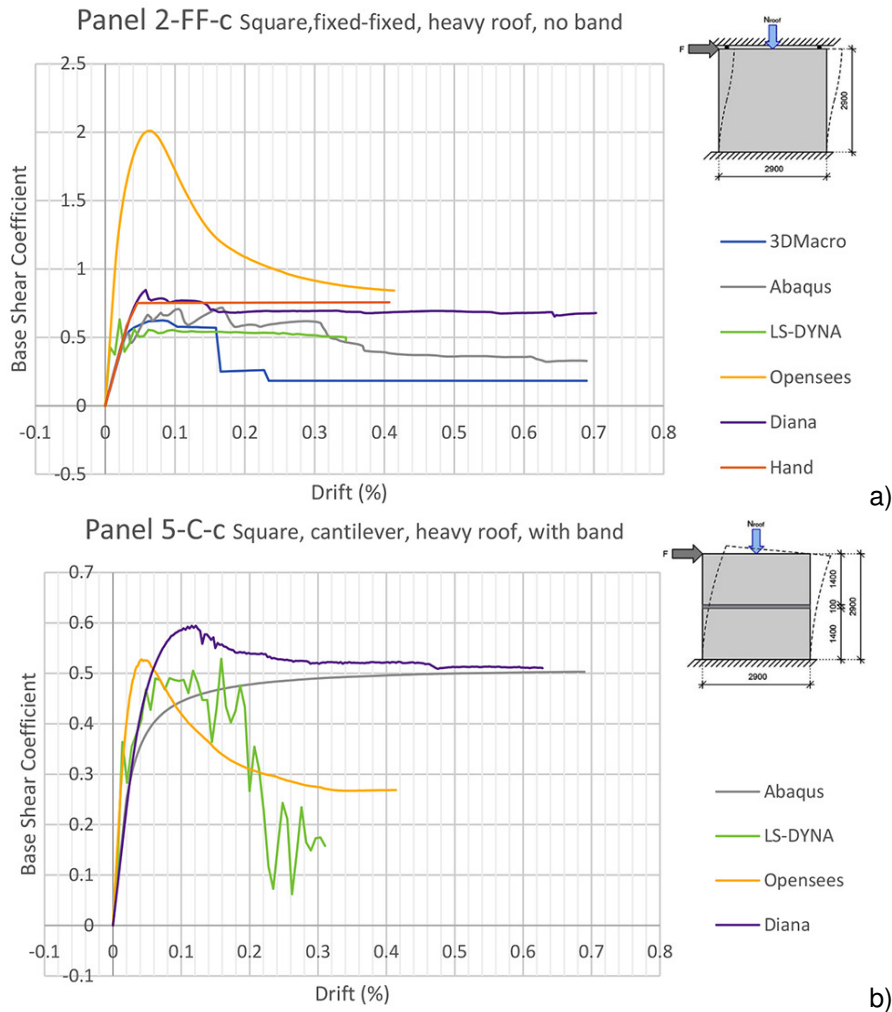 Panel 2-FF-c Square,fixed-fixed, heavy roof, no band
2.5
2
1.5
1
0.5
0
-0.5
-0.1
0
0.1
0.2
0.3
0.4
0.5
0.6
0.7
0.8
Base Shear Coefficient
Drift (%)
Nroof
F
2900
2900
3DMacro
Abaqus
LS-DYNA
Opensees
Diana
Hand
a)
Panel 5-C-c Square, cantilever, heavy roof, with band
0.7
0.6
0.5
0.4
0.3
0.2
0.1
0
-0.1
-0.1
0
0.1
0.2
0.3
0.4
0.5
0.6
0.7
0.8
Base Shear Coefficient
Drift (%)
Nroof
F
1400
100
1400
2900
2900
Abaqus
LS-DYNA
Opensees
Diana
b)